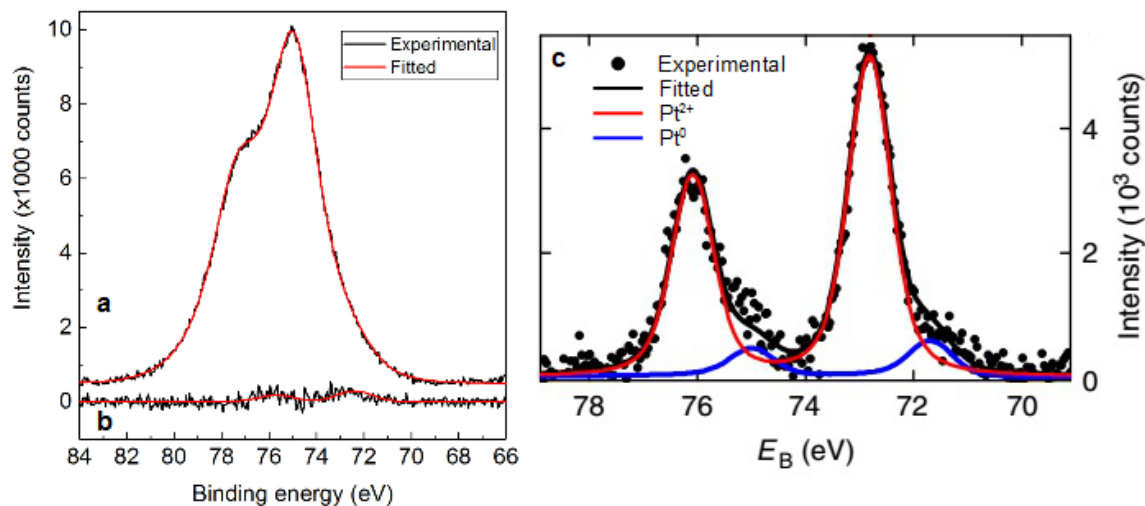 10
8
6
4
2
0
Intensity (x1000 counts)
Experimental
Fitted
a
b
84 82 80 78 76 74 72 70 68 66
Binding energy (eV)
c
Experimental
Fitted
Pt²⁺
Pt⁰
4
2
0
Intensity (10³ counts)
78 76 74 72 70
E_B (eV)